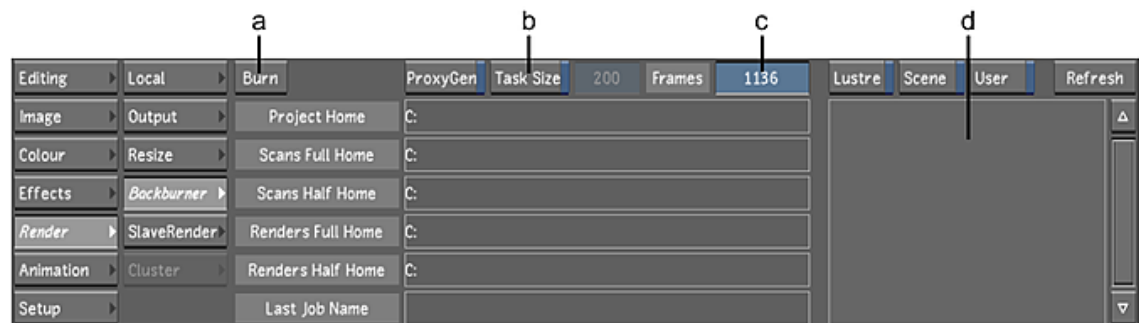 a b c d
Editing Local Burn ProxyGen Task Size 200 Frames 1136 Lustre Scene User Refresh
Image Output Project Home C:
Colour Resize Scans Full Home C:
Effects Backburner Scans Half Home C:
Render SlaveRender Renders Full Home C:
Animation Cluster Renders Half Home C:
Setup Last Job Name